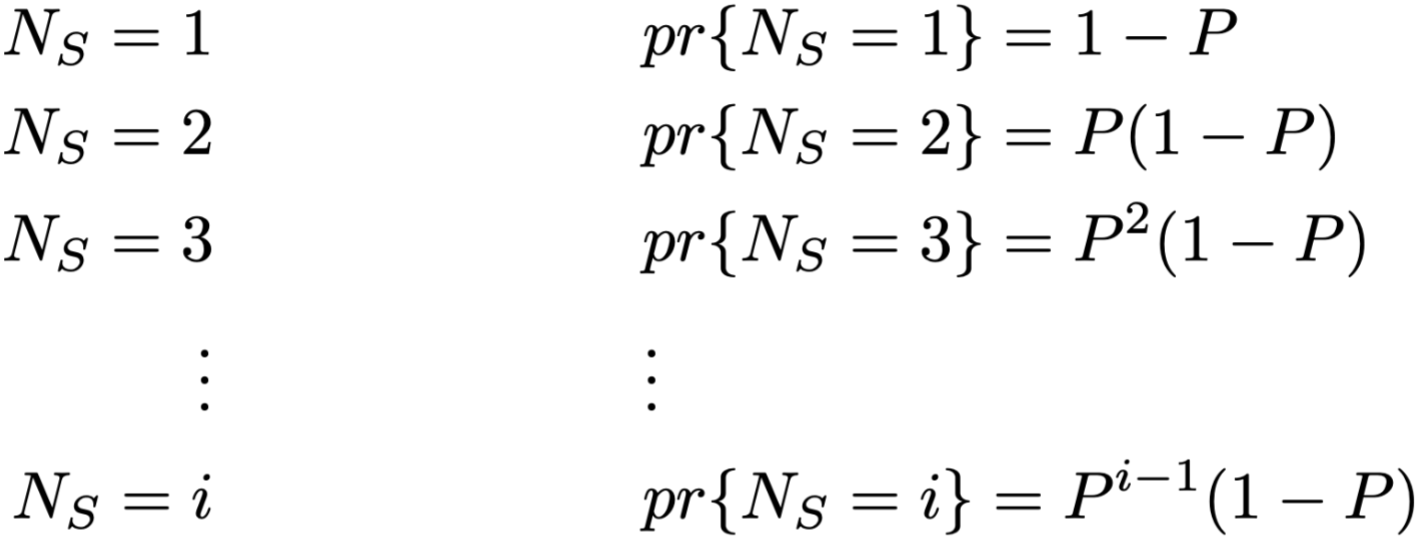 N_S = 1 pr{N_S = 1} = 1 − P
N_S = 2 pr{N_S = 2} = P(1 − P)
N_S = 3 pr{N_S = 3} = P^2(1 − P)
⋮ ⋮
N_S = i pr{N_S = i} = P^{i−1}(1 − P)